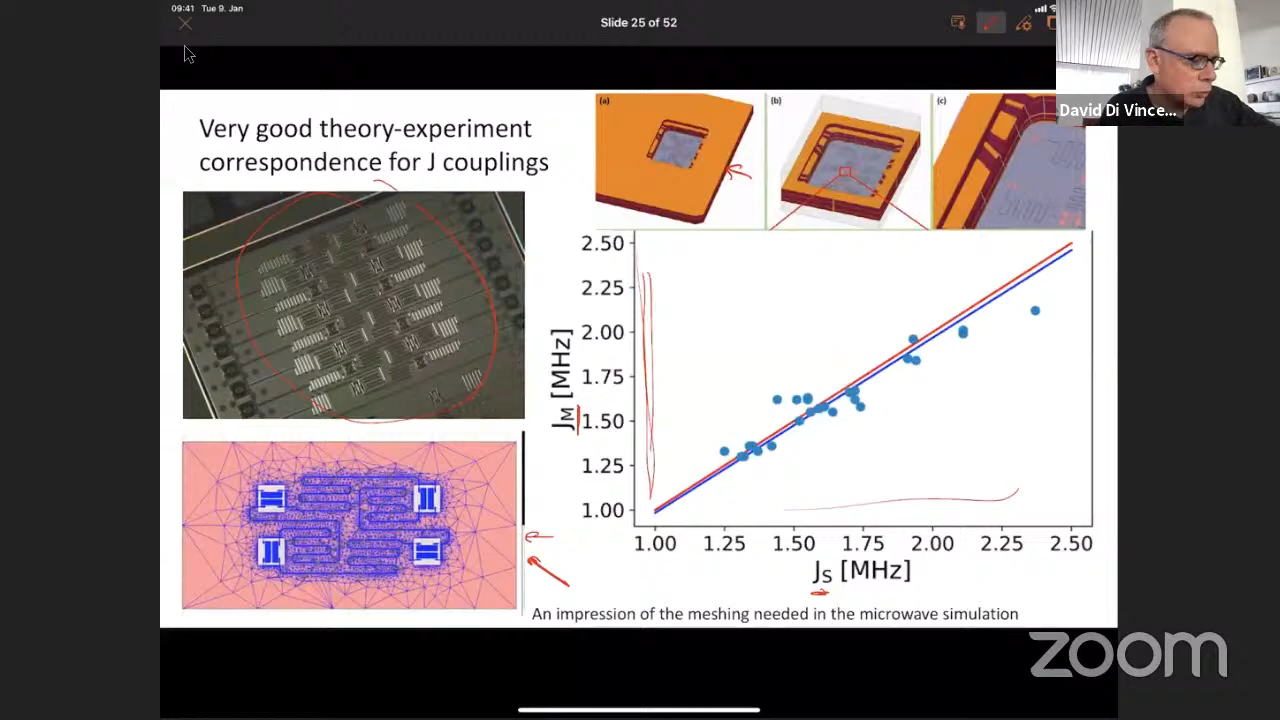 09:41 Tue 9. Jan
Slide 25 of 52
David Di Vince...
Very good theory-experiment
correspondence for J couplings
(a)
(b)
(c)
2.50
2.25
2.00
1.75
1.50
1.25
1.00
J_M [MHz]
1.00 1.25 1.50 1.75 2.00 2.25 2.50
J_S [MHz]
An impression of the meshing needed in the microwave simulation
zoom